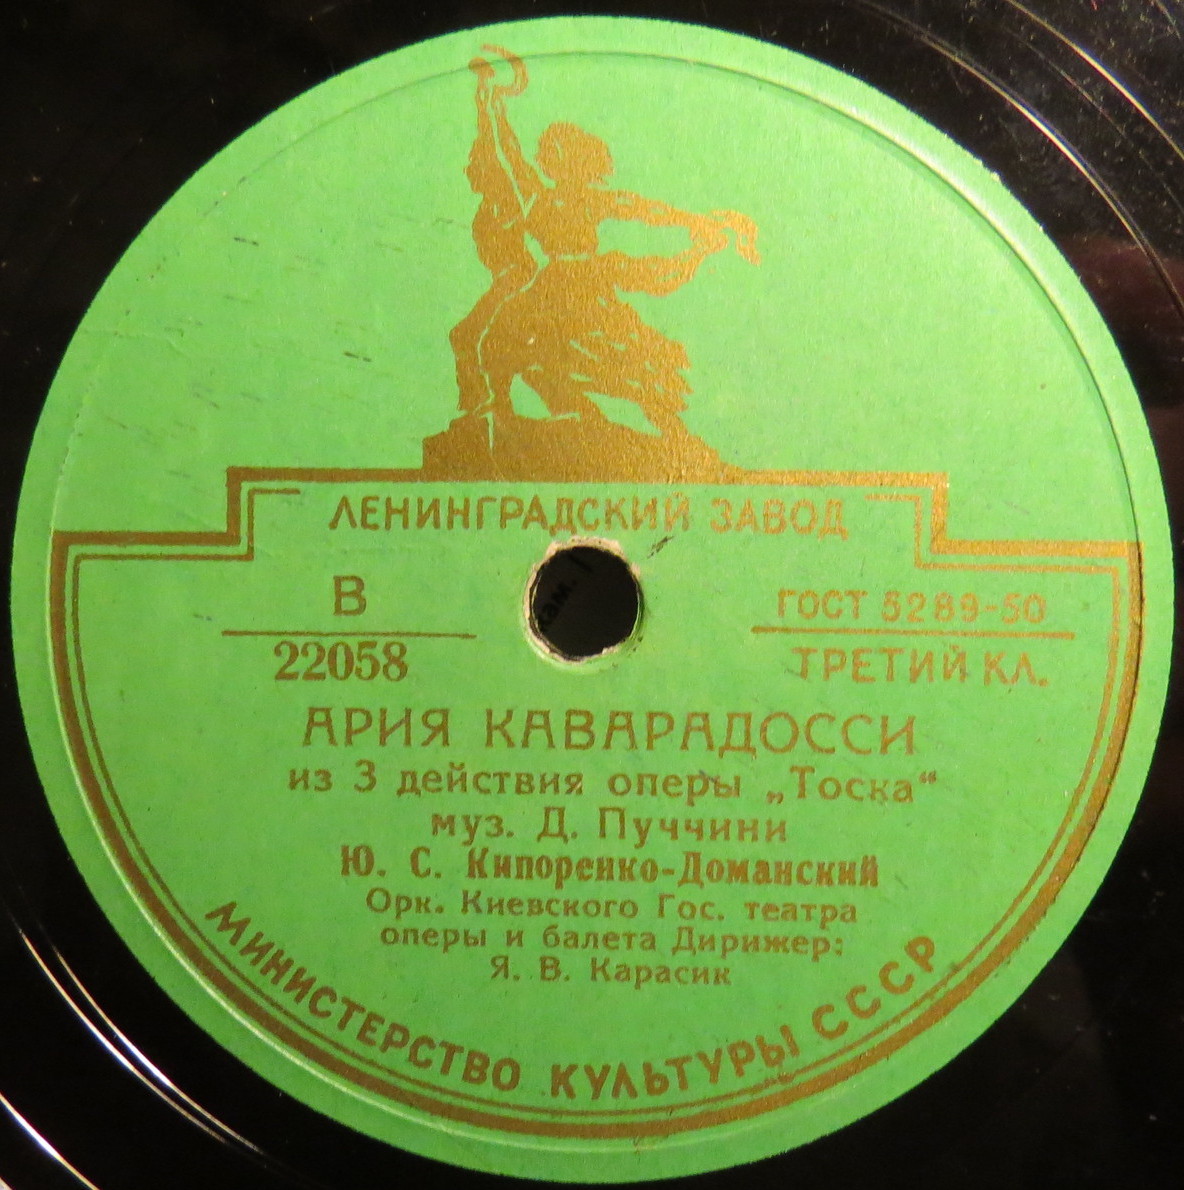 ЛЕНИНГРАДСКИЙ ЗАВОД
В
22058
ГОСТ 5289-50
ТРЕТИЙ КЛ.
АРИЯ КАВАРАДОССИ
из 3 действия оперы „Тоска“
муз. Д. Пуччини
Ю. С. Кипоренко-Доманский
Орк. Киевского Гос. театра
оперы и балета Дирижер:
Я. В. Карасик
МИНИСТЕРСТВО КУЛЬТУРЫ СССР